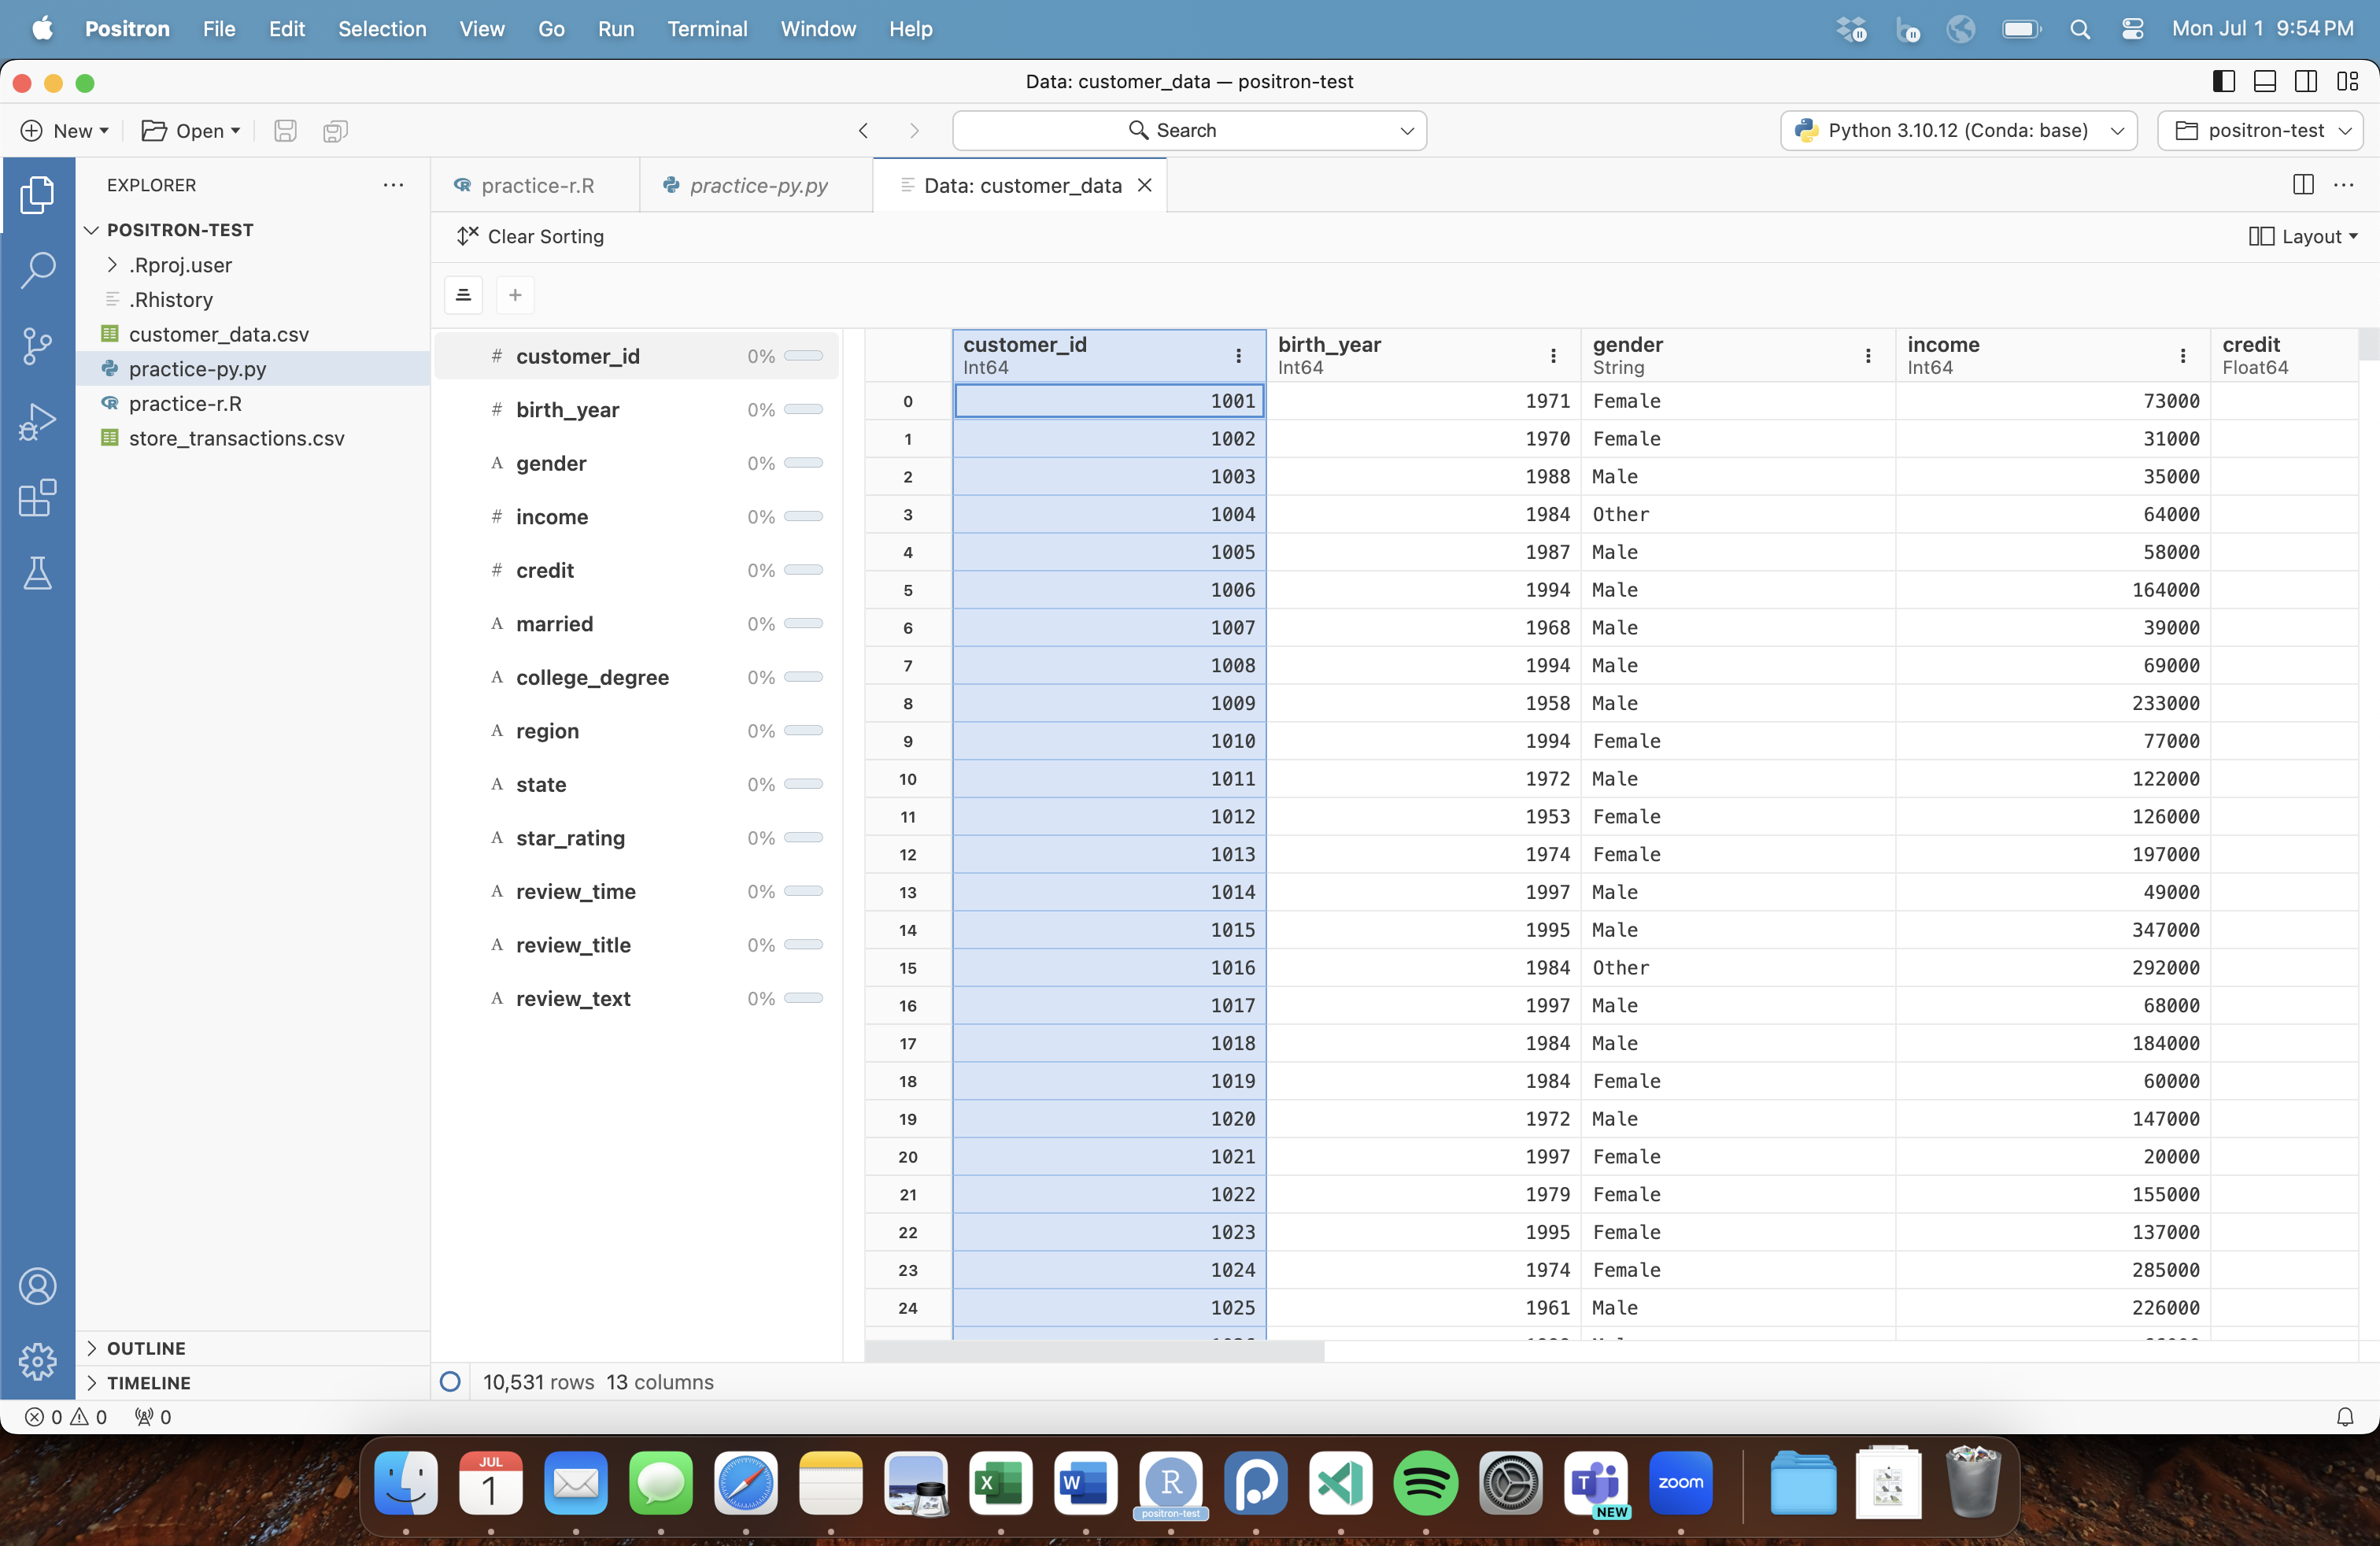 Positron File Edit Selection View Go Run Terminal Window Help Mon Jul 1 9:54 PM
Data: customer_data — positron-test
New Open Search Python 3.10.12 (Conda: base) positron-test
EXPLORER
POSITRON-TEST
.Rproj.user
.Rhistory
customer_data.csv
practice-py.py
practice-r.R
store_transactions.csv
OUTLINE
TIMELINE
practice-r.R practice-py.py Data: customer_data
Clear Sorting Layout
customer_id 0%
birth_year 0%
gender 0%
income 0%
credit 0%
married 0%
college_degree 0%
region 0%
state 0%
star_rating 0%
review_time 0%
review_title 0%
review_text 0%
customer_id birth_year gender income credit
Int64 Int64 String Int64 Float64
0 1001 1971 Female 73000
1 1002 1970 Female 31000
2 1003 1988 Male 35000
3 1004 1984 Other 64000
4 1005 1987 Male 58000
5 1006 1994 Male 164000
6 1007 1968 Male 39000
7 1008 1994 Male 69000
8 1009 1958 Male 233000
9 1010 1994 Female 77000
10 1011 1972 Male 122000
11 1012 1953 Female 126000
12 1013 1974 Female 197000
13 1014 1997 Male 49000
14 1015 1995 Male 347000
15 1016 1984 Other 292000
16 1017 1997 Male 68000
17 1018 1984 Male 184000
18 1019 1984 Female 60000
19 1020 1972 Male 147000
20 1021 1997 Female 20000
21 1022 1979 Female 155000
22 1023 1995 Female 137000
23 1024 1974 Female 285000
24 1025 1961 Male 226000
10,531 rows 13 columns
0 0 0
JUL
1
X
W
R
positron-test
T
NEW
zoom